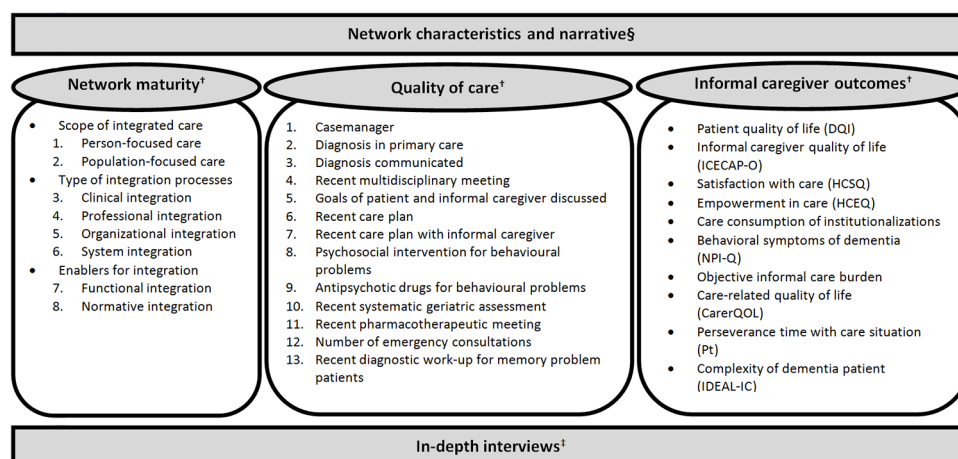 Network characteristics and narrative§
Network maturity†
• Scope of integrated care
1. Person-focused care
2. Population-focused care
• Type of integration processes
3. Clinical integration
4. Professional integration
5. Organizational integration
6. System integration
• Enablers for integration
7. Functional integration
8. Normative integration
Quality of care†
1. Casemanager
2. Diagnosis in primary care
3. Diagnosis communicated
4. Recent multidisciplinary meeting
5. Goals of patient and informal caregiver discussed
6. Recent care plan
7. Recent care plan with informal caregiver
8. Psychosocial intervention for behavioural
problems
9. Antipsychotic drugs for behavioural problems
10. Recent systematic geriatric assessment
11. Recent pharmacotherapeutic meeting
12. Number of emergency consultations
13. Recent diagnostic work-up for memory problem
patients
Informal caregiver outcomes†
• Patient quality of life (DQI)
• Informal caregiver quality of life
(ICECAP-O)
• Satisfaction with care (HCSQ)
• Empowerment in care (HCEQ)
• Care consumption of institutionalizations
• Behavioral symptoms of dementia
(NPI-Q)
• Objective informal care burden
• Care-related quality of life
(CarerQOL)
• Perseverance time with care situation
(Pt)
• Complexity of dementia patient
(IDEAL-IC)
In-depth interviews‡